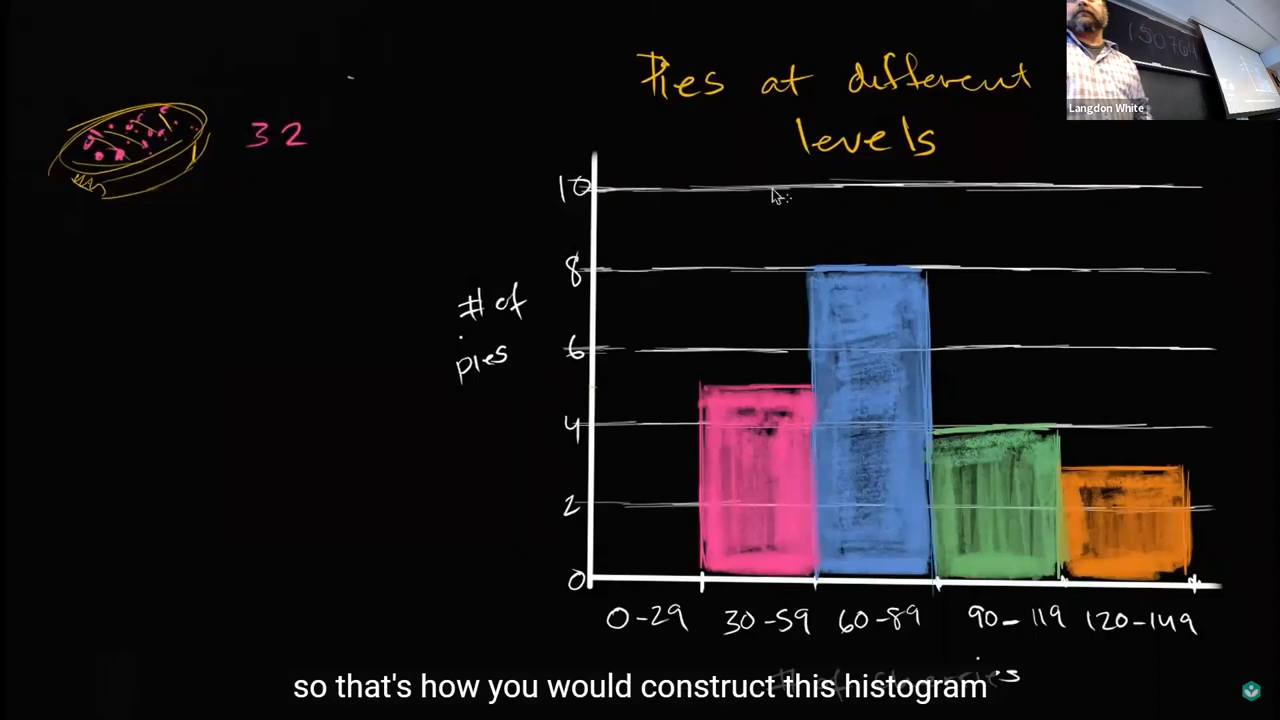 150764
Langdon White
Pies at different
levels
32
10
8
# of
pies
6
4
2
0
0-29 30-59 60-89 90-119 120-149
so that's how you would construct this histogram